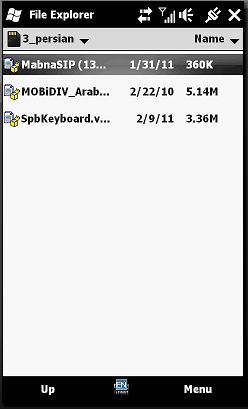 File Explorer
3_persian Name
MabnaSIP (13... 1/31/11 360K
MOBiDIV_Arab... 2/22/10 5.14M
SpbKeyboard.v... 2/9/11 3.36M
Up EN Menu